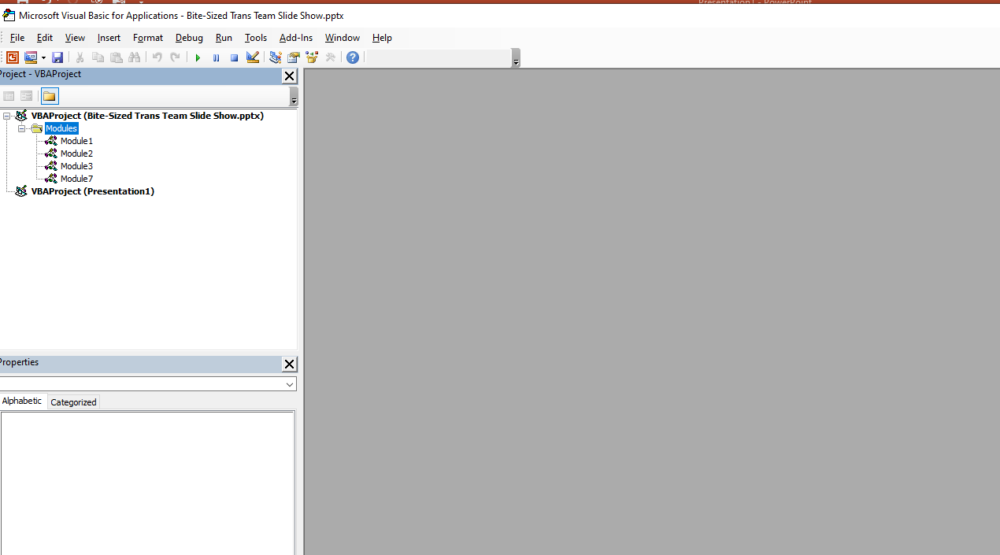 Presentation1 - PowerPoint
Microsoft Visual Basic for Applications - Bite-Sized Trans Team Slide Show.pptx
File Edit View Insert Format Debug Run Tools Add-Ins Window Help
Project - VBAProject
VBAProject (Bite-Sized Trans Team Slide Show.pptx)
Modules
Module1
Module2
Module3
Module7
VBAProject (Presentation1)
Properties
Alphabetic Categorized